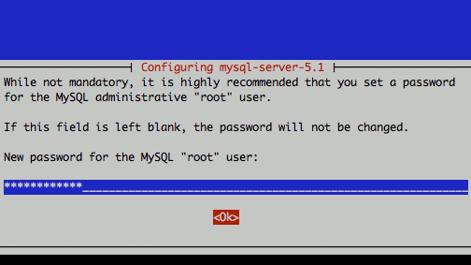 Configuring mysql-server-5.1
While not mandatory, it is highly recommended that you set a password
for the MySQL administrative "root" user.
If this field is left blank, the password will not be changed.
New password for the MySQL "root" user:
************
<Ok>